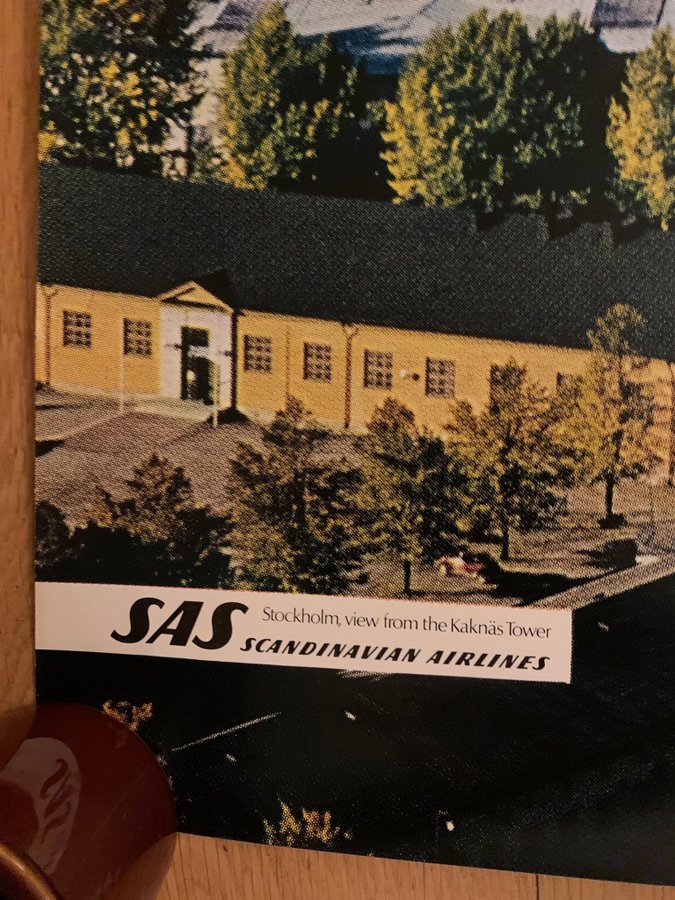 SAS
Stockholm, view from the Kaknäs Tower
SCANDINAVIAN AIRLINES